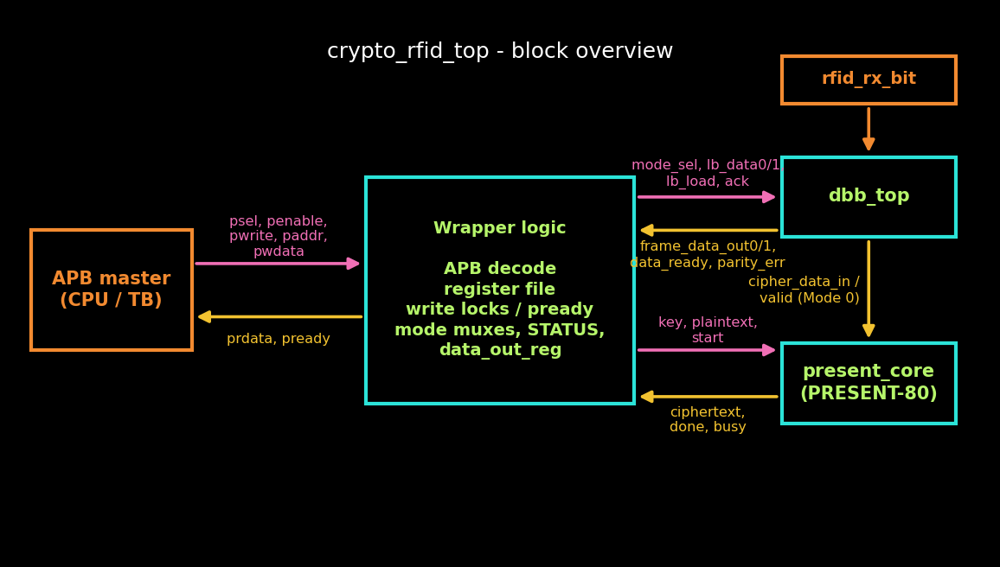 crypto_rfid_top - block overview
rfid_rx_bit
mode_sel, lb_data0/1,
lb_load, ack
dbb_top
psel, penable,
pwrite, paddr,
pwdata
Wrapper logic
APB decode
register file
write locks / pready
mode muxes, STATUS,
data_out_reg
frame_data_out0/1,
data_ready, parity_err
APB master
(CPU / TB)
cipher_data_in /
valid (Mode 0)
prdata, pready
key, plaintext,
start
present_core
(PRESENT-80)
ciphertext,
done, busy